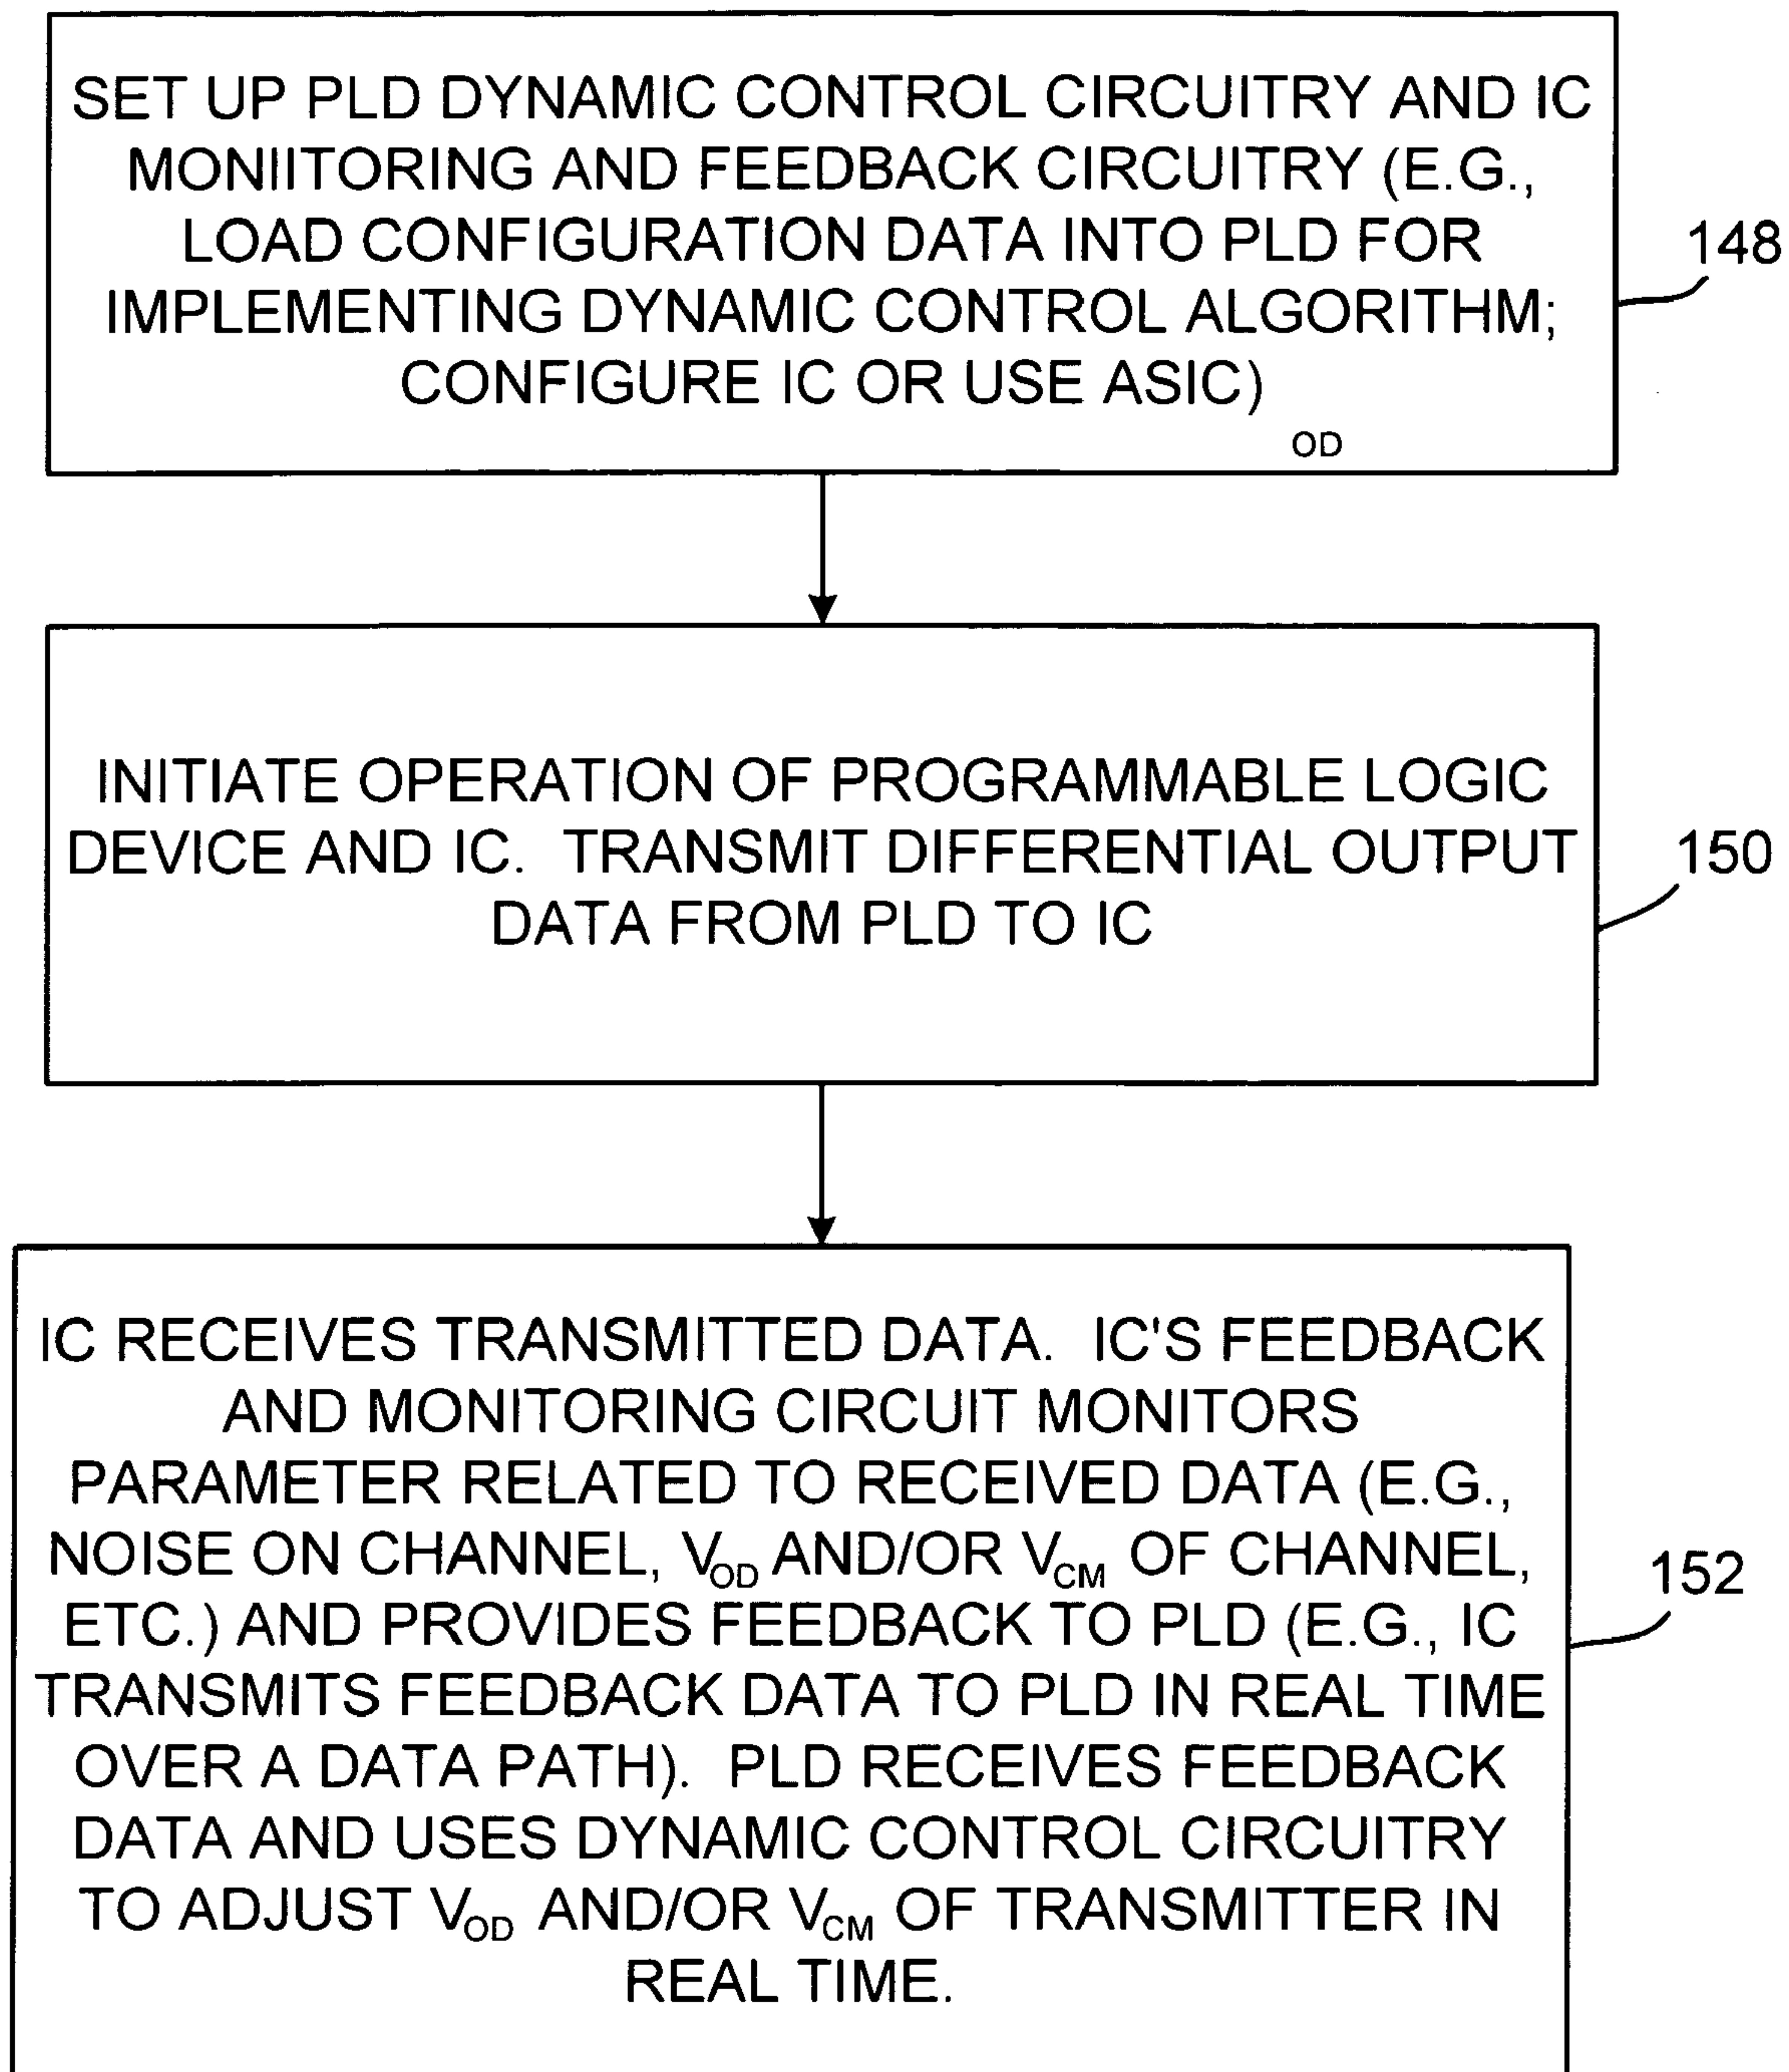 SET UP PLD DYNAMIC CONTROL CIRCUITRY AND IC
MONIITORING AND FEEDBACK CIRCUITRY (E.G.,
LOAD CONFIGURATION DATA INTO PLD FOR
IMPLEMENTING DYNAMIC CONTROL ALGORITHM;
CONFIGURE IC OR USE ASIC)
OD
148
INITIATE OPERATION OF PROGRAMMABLE LOGIC
DEVICE AND IC.  TRANSMIT DIFFERENTIAL OUTPUT
DATA FROM PLD TO IC
150
IC RECEIVES TRANSMITTED DATA.  IC'S FEEDBACK
AND MONITORING CIRCUIT MONITORS
PARAMETER RELATED TO RECEIVED DATA (E.G.,
NOISE ON CHANNEL, VOD AND/OR VCM OF CHANNEL,
ETC.) AND PROVIDES FEEDBACK TO PLD (E.G., IC
TRANSMITS FEEDBACK DATA TO PLD IN REAL TIME
OVER A DATA PATH).  PLD RECEIVES FEEDBACK
DATA AND USES DYNAMIC CONTROL CIRCUITRY
TO ADJUST VOD AND/OR VCM OF TRANSMITTER IN
REAL TIME.
152